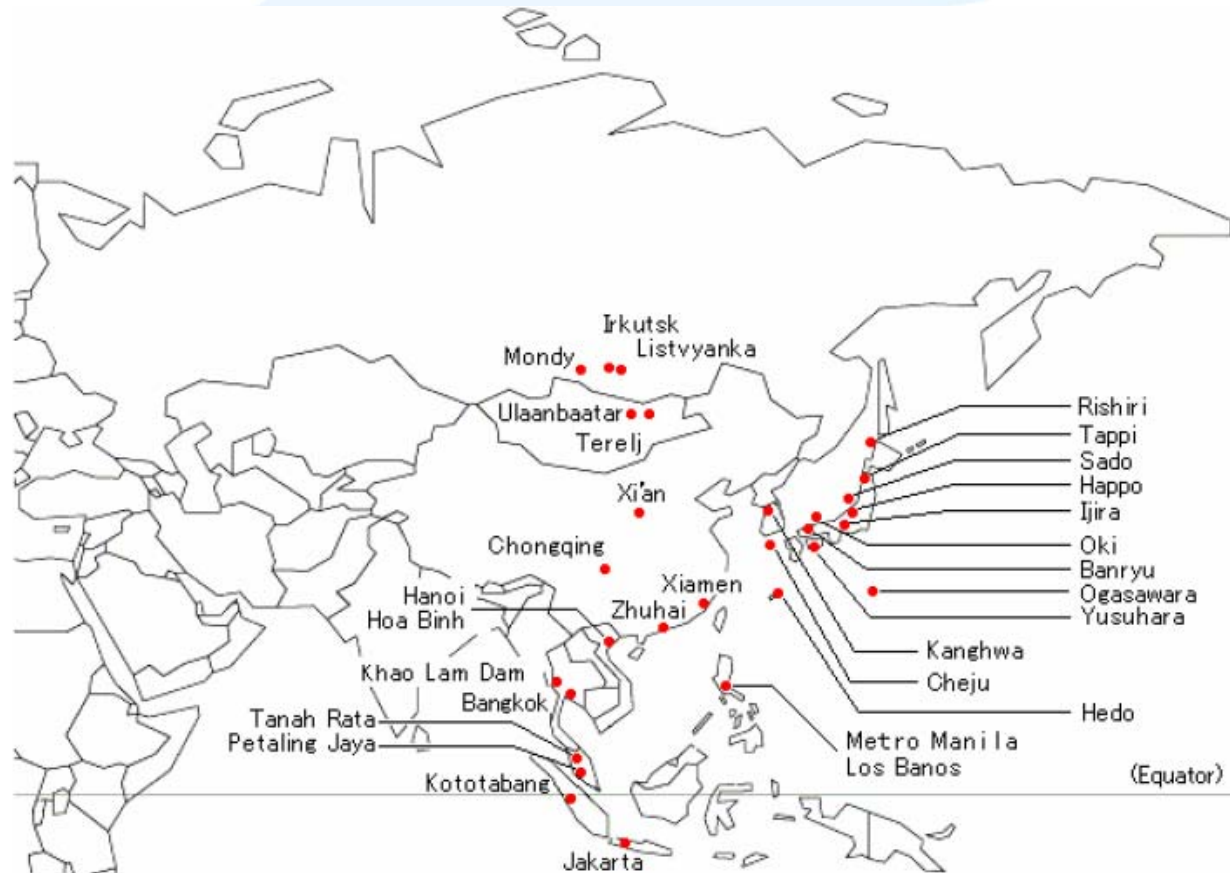 Irkutsk
Listvyanka
Mondy
Ulaanbaatar
Terelj
Xi'an
Chongqing
Hanoi
Hoa Binh
Xiamen
Zhuhai
Khao Lam Dam
Bangkok
Tanah Rata
Petaling Jaya
Kototabang
Jakarta
Rishiri
Tappi
Sado
Happo
Ijira
Oki
Banryu
Ogasawara
Yusuhara
Kanghwa
Cheju
Hedo
Metro Manila
Los Banos
(Equator)